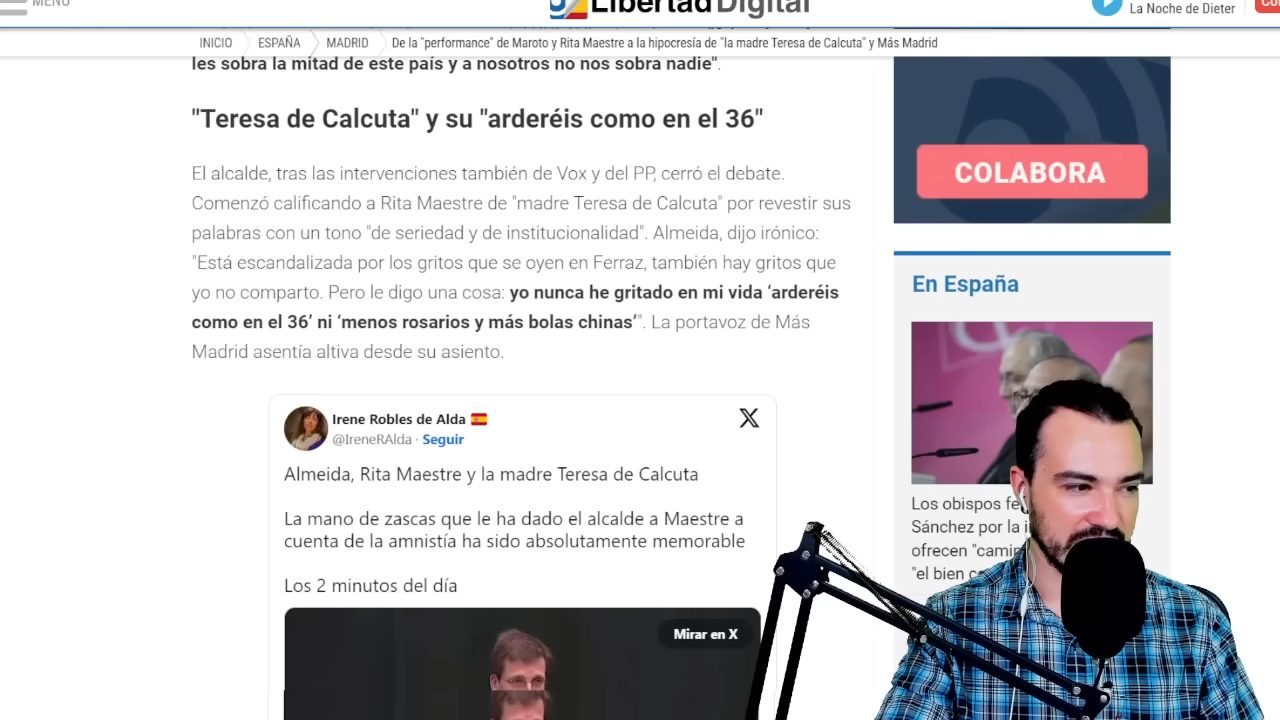 MENÚ
Libertad Digital
La Noche de Dieter
INICIO
ESPAÑA
MADRID
De la "performance" de Maroto y Rita Maestre a la hipocresía de "la madre Teresa de Calcuta" y Más Madrid
les sobra la mitad de este país y a nosotros no nos sobra nadie".
"Teresa de Calcuta" y su "arderéis como en el 36"
El alcalde, tras las intervenciones también de Vox y del PP, cerró el debate.
Comenzó calificando a Rita Maestre de "madre Teresa de Calcuta" por revestir sus
palabras con un tono "de seriedad y de institucionalidad". Almeida, dijo irónico:
"Está escandalizada por los gritos que se oyen en Ferraz, también hay gritos que
yo no comparto. Pero le digo una cosa: yo nunca he gritado en mi vida ‘arderéis
como en el 36’ ni ‘menos rosarios y más bolas chinas’". La portavoz de Más
Madrid asentía altiva desde su asiento.
Irene Robles de Alda
@IreneRAlda · Seguir
Almeida, Rita Maestre y la madre Teresa de Calcuta
La mano de zascas que le ha dado el alcalde a Maestre a
cuenta de la amnistía ha sido absolutamente memorable
Los 2 minutos del día
Mirar en X
COLABORA
En España
Los obispos
Sánchez por la
ofrecen
"el bien